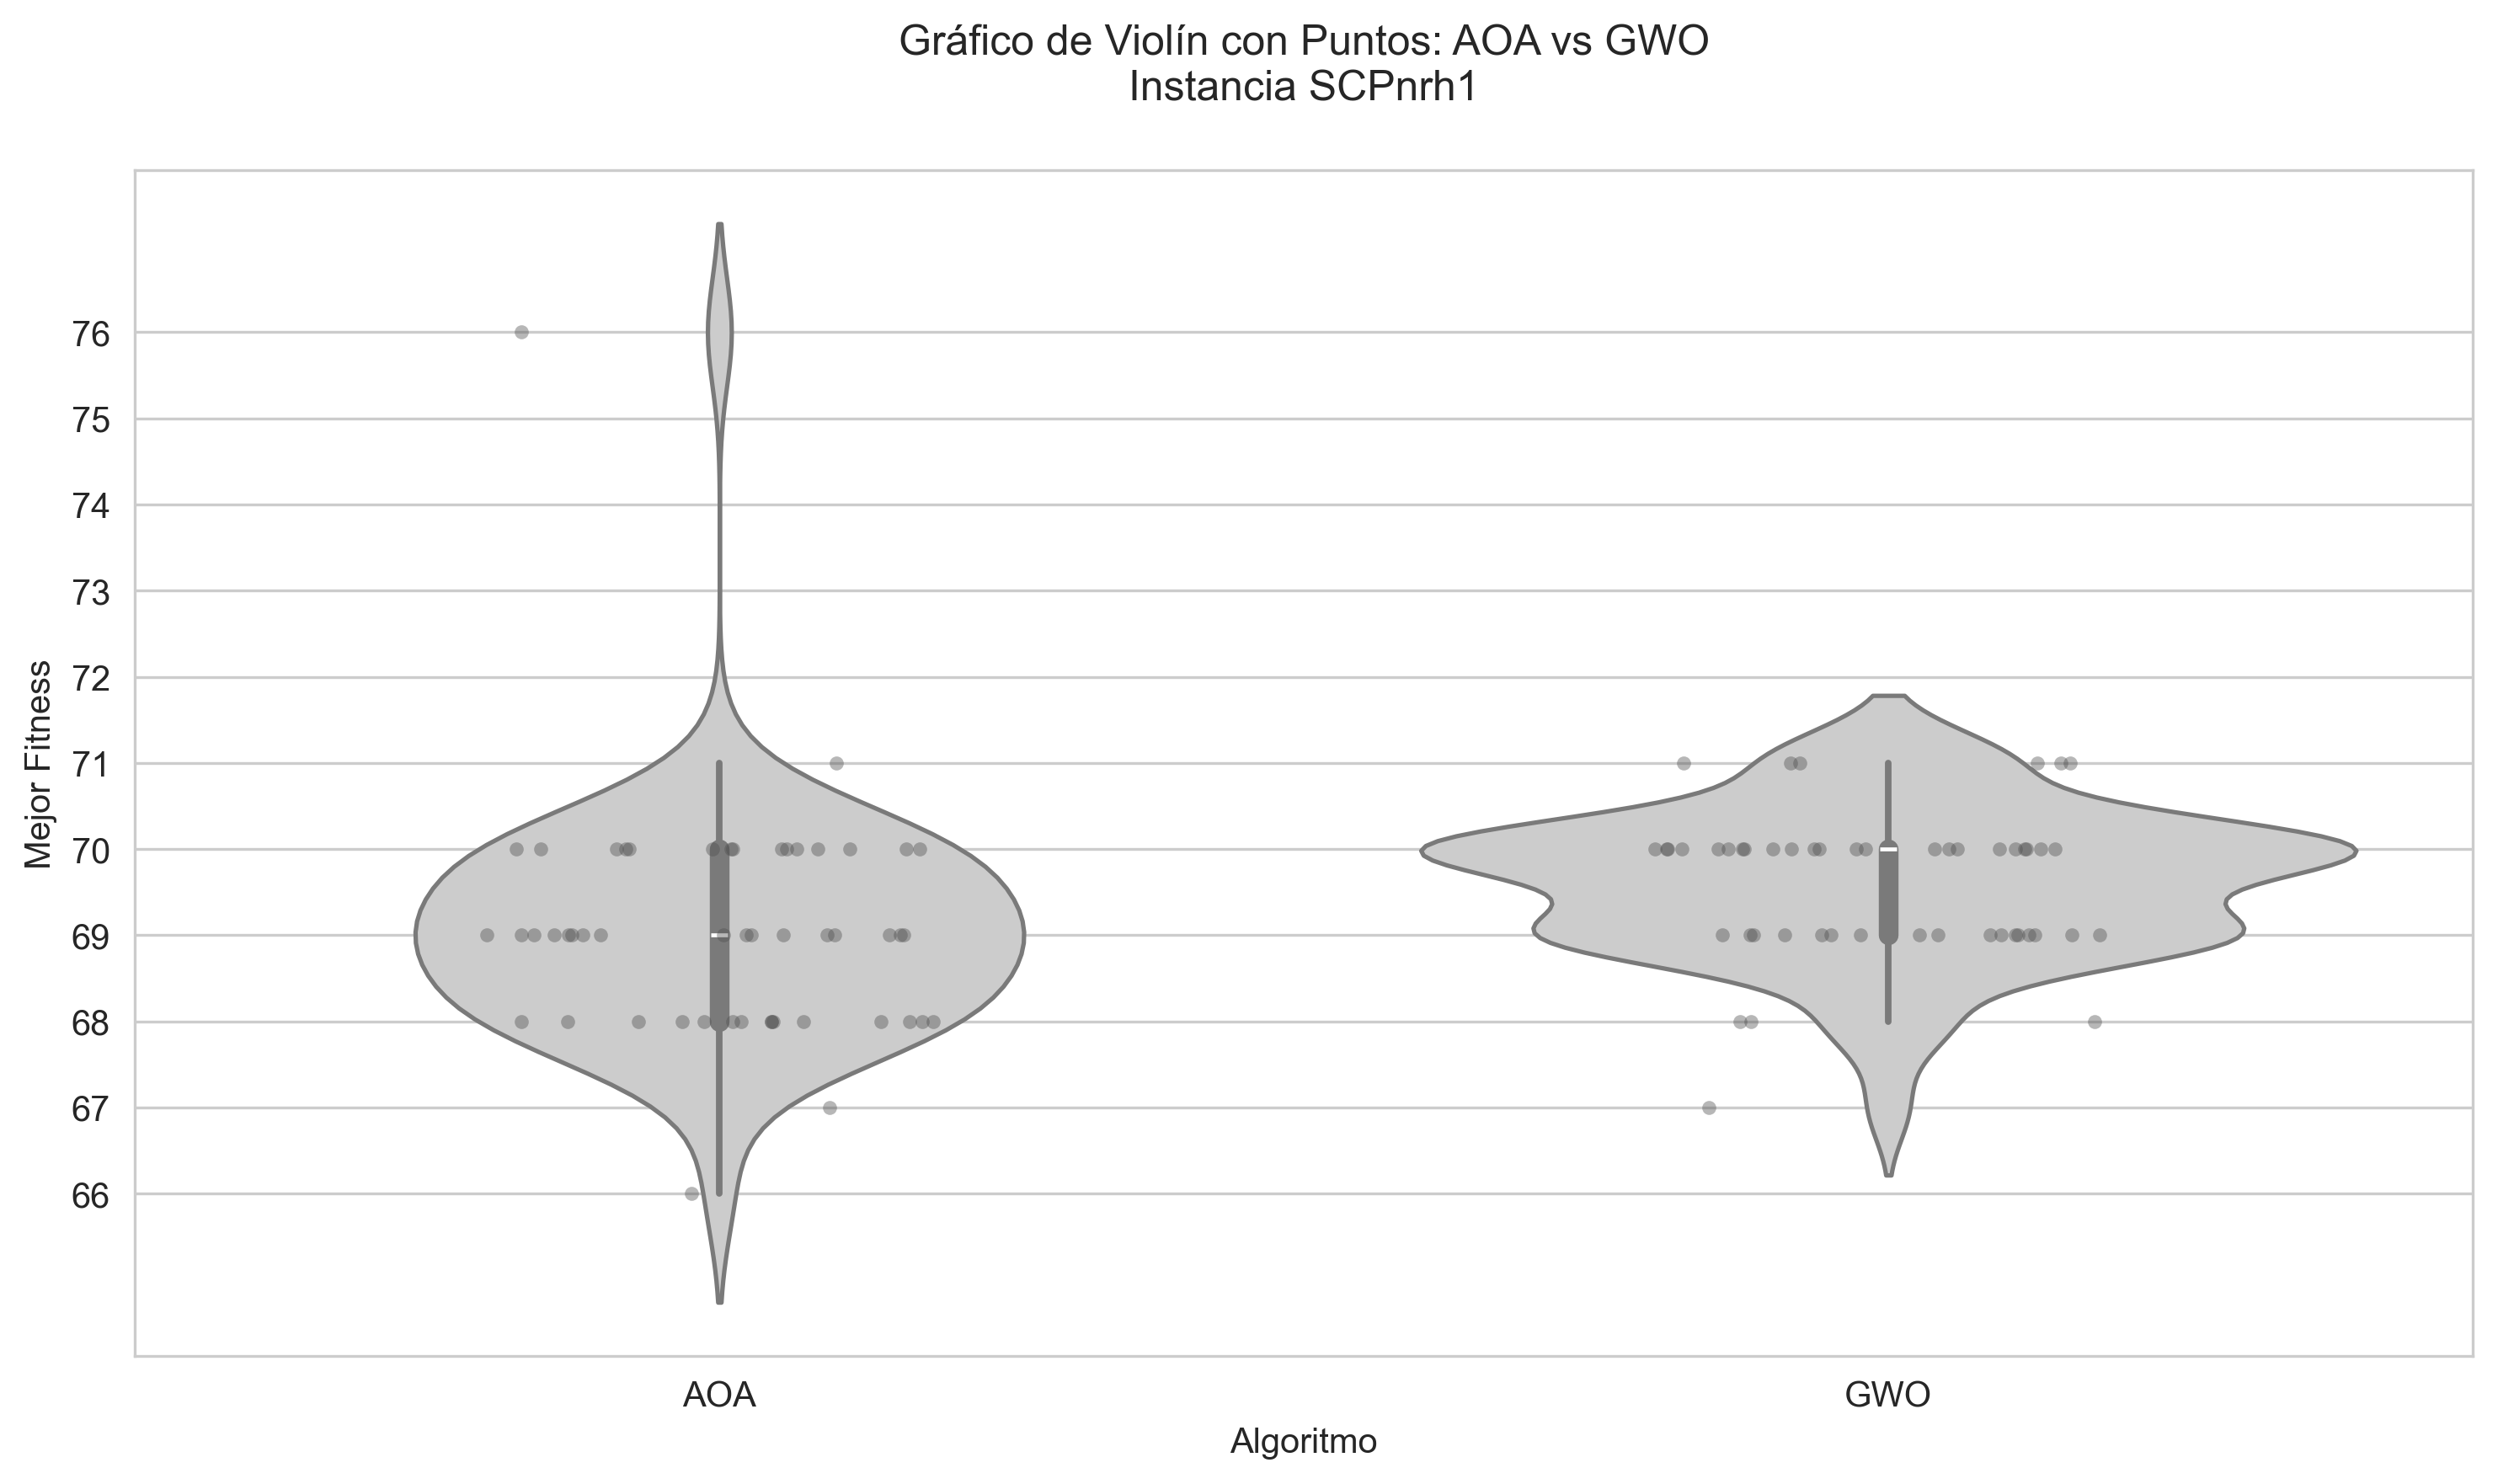 Gráfico de Violín con Puntos: AOA vs GWO
Instancia SCPnrh1
Mejor Fitness
76
75
74
73
72
71
70
69
68
67
66
AOA
GWO
Algoritmo